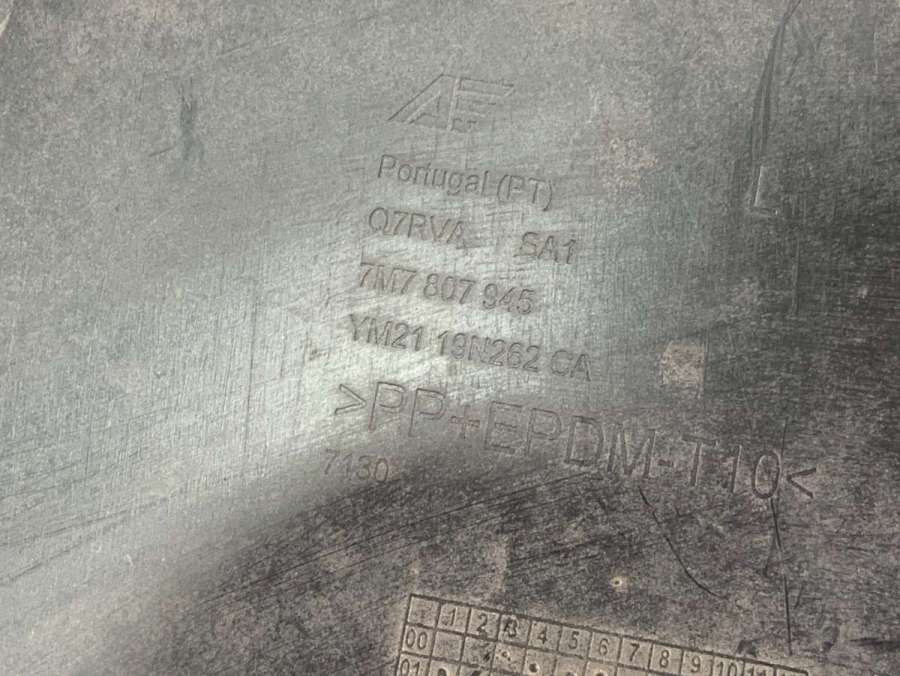 AE
Portugal (PT)
Q7RVA SA1
7M7 807 945
YM21 19N262 CA
>PP+EPDM-T10<
7130
L
1 2 3 4 5 6 7 8 9 10 11
00
01